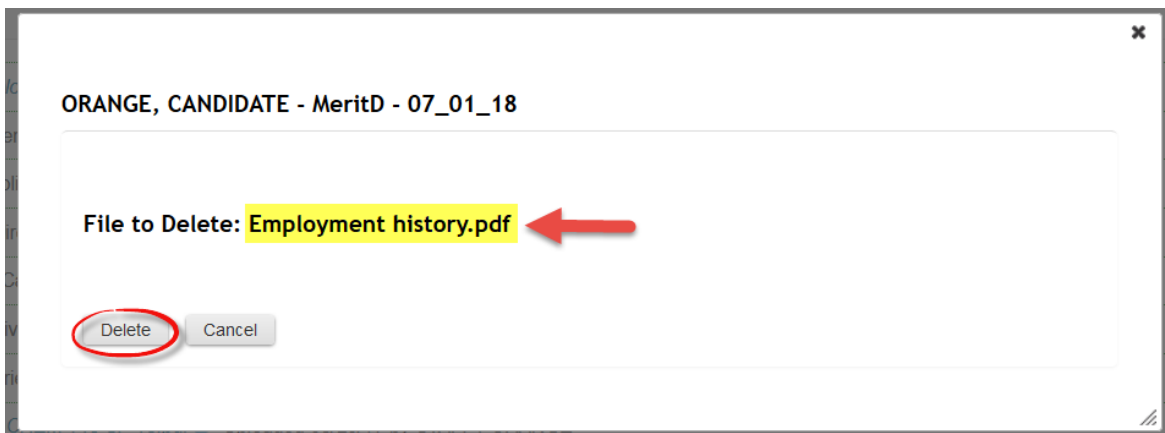 ORANGE, CANDIDATE - MeritD - 07_01_18
File to Delete: Employment history.pdf
Delete Cancel